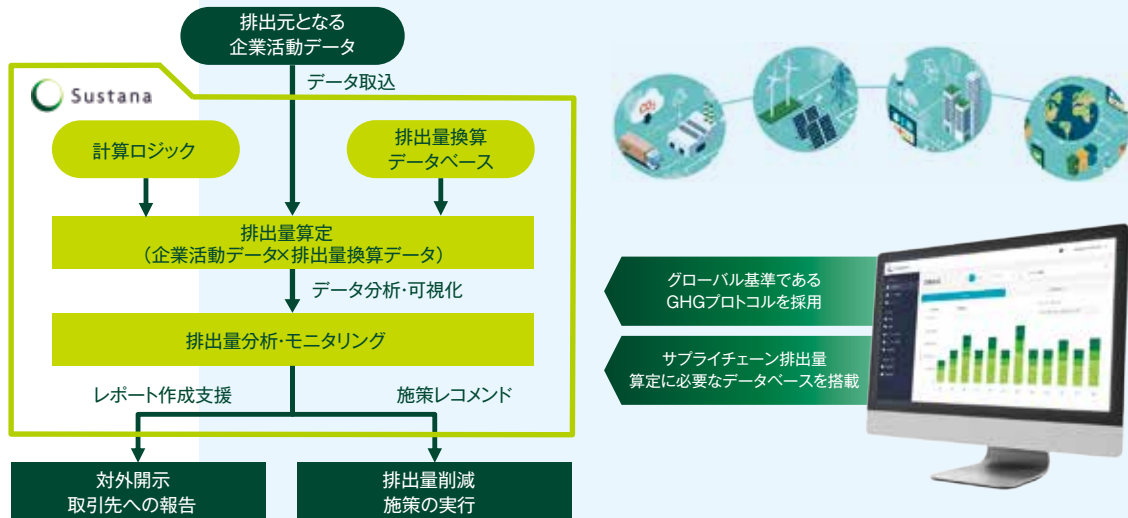 排出元となる
企業活動データ
データ取込
Sustana
計算ロジック
排出量換算
データベース
排出量算定
(企業活動データ×排出量換算データ)
データ分析・可視化
排出量分析・モニタリング
レポート作成支援
施策レコメンド
対外開示
取引先への報告
排出量削減
施策の実行
CO₂
グローバル基準である
GHGプロトコルを採用
サプライチェーン排出量
算定に必要なデータベースを搭載